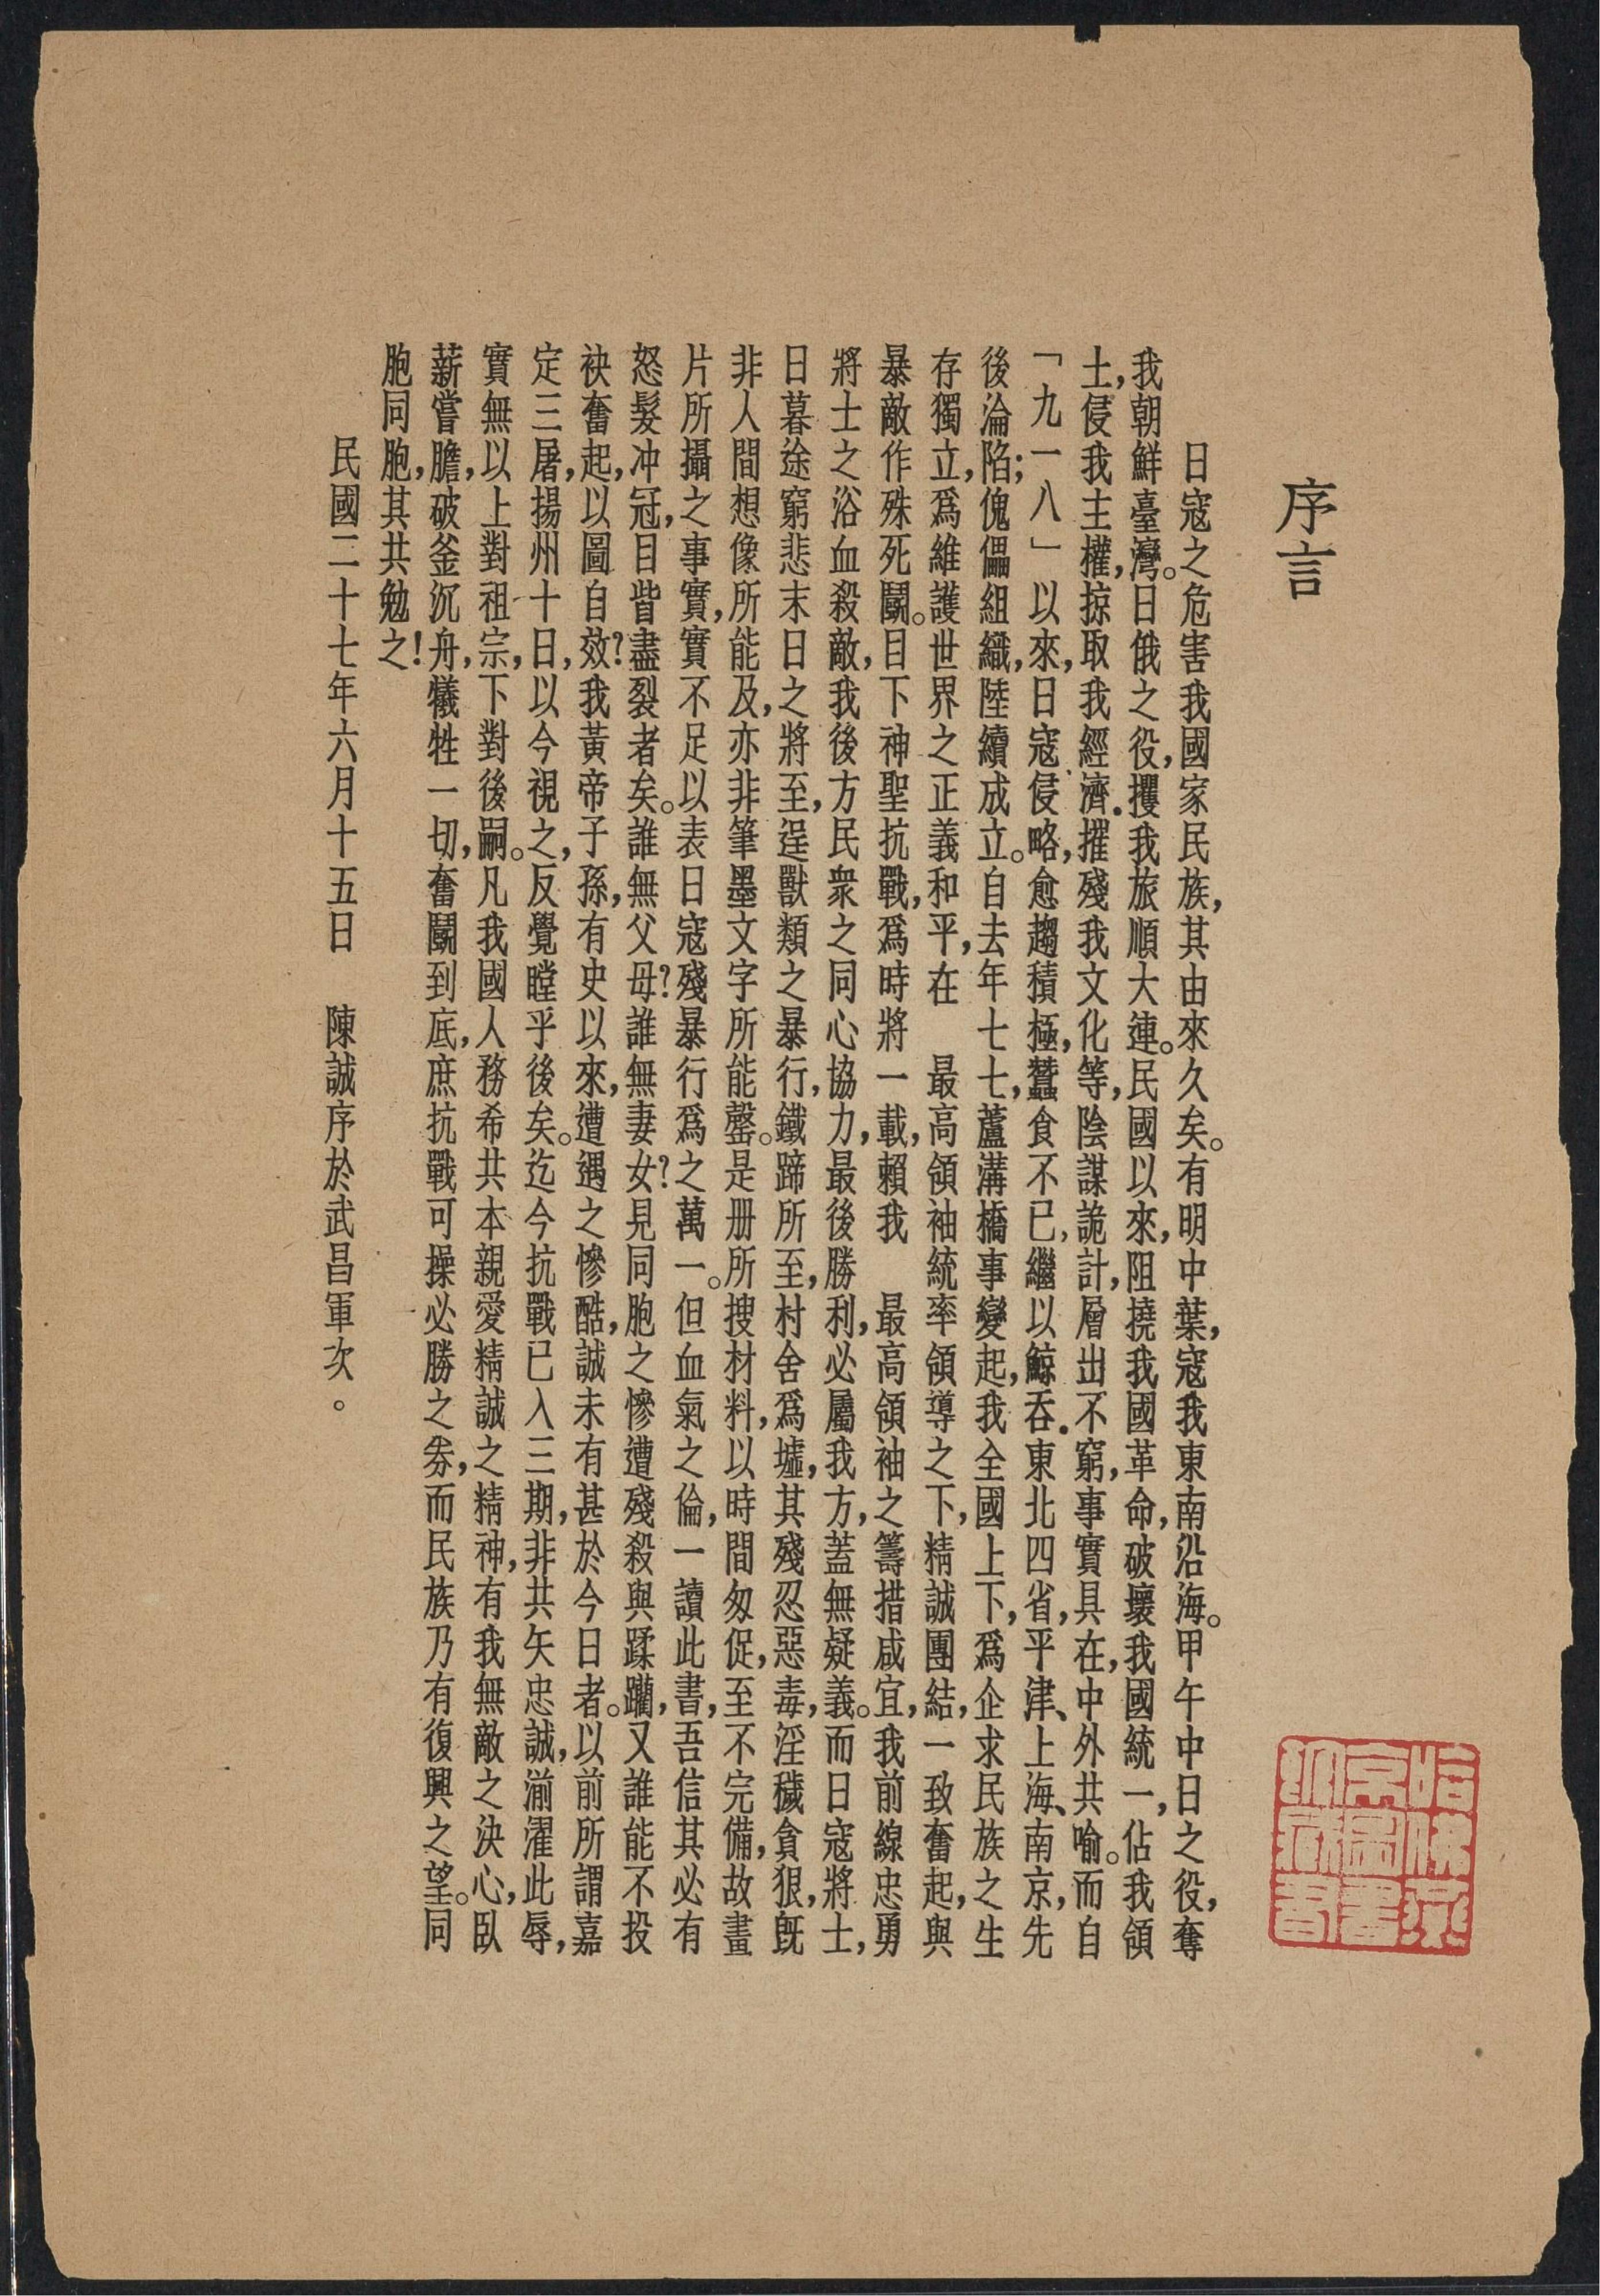 序言
日寇之危害我國家民族，其由來久矣。有明中葉，寇我東南沿海。甲午中日之役，奪
我朝鮮臺灣。日俄之役，攫我旅順大連。民國以來，阻撓我國革命，破壞我國統一，佔我領
土，侵我主權，掠取我經濟．摧殘我文化等，陰謀詭計，層出不窮，事實具在，中外共喻。而自
「九一八」以來，日寇侵略，愈趨積極，蠶食不已，繼以鯨吞．東北四省，平津、上海、南京，先
後淪陷；傀儡組織，陸續成立。自去年七七，蘆溝橋事變起，我全國上下，爲企求民族之生
存獨立，爲維護世界之正義和平，在　最高領袖統率領導之下，精誠團結，一致奮起，與
暴敵作殊死鬭。目下神聖抗戰，爲時將一載，賴我　最高領袖之籌措咸宜，我前線忠勇
將士之浴血殺敵，我後方民衆之同心協力，最後勝利，必屬我方，蓋無疑義。而日寇將士，
日暮途窮悲末日之將至，逞獸類之暴行，鐵蹄所至，村舍爲墟，其殘忍惡毒，淫穢貪狠，旣
非人間想像所能及，亦非筆墨文字所能罄。是册所搜材料，以時間匆促，至不完備，故畫
片所攝之事實，實不足以表日寇殘暴行爲之萬一。但血氣之倫，一讀此書，吾信其必有
怒髮冲冠，目眥盡裂者矣。誰無父母？誰無妻女？見同胞之慘遭殘殺與蹂躪，又誰能不投
袂奮起，以圖自效？我黃帝子孫，有史以來，遭遇之慘酷，誠未有甚於今日者。以前所謂嘉
定三屠，揚州十日，以今視之，反覺瞠乎後矣。迄今抗戰已入三期，非共矢忠誠，湔濯此辱，
實無以上對祖宗，下對後嗣。凡我國人務希共本親愛精誠之精神，有我無敵之決心，臥
薪嘗膽，破釜沉舟，犧牲一切，奮鬭到底，庶抗戰可操必勝之劵，而民族乃有復興之望。同
胞同胞，其共勉之！
民國二十七年六月十五日　陳誠序於武昌軍次。
哈佛大